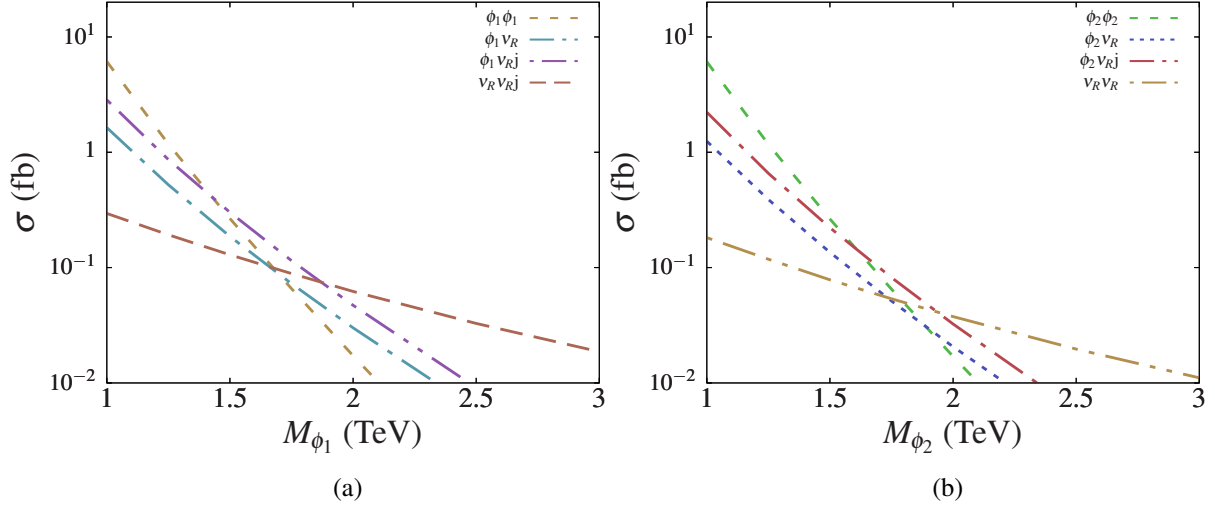 10¹
1
10⁻¹
10⁻²
σ (fb)
1
1.5
2
2.5
3
M_ϕ₁ (TeV)
ϕ₁ϕ₁
ϕ₁ν_R
ϕ₁ν_Rj
ν_Rν_Rj
(a)
10¹
1
10⁻¹
10⁻²
σ (fb)
1
1.5
2
2.5
3
M_ϕ₂ (TeV)
ϕ₂ϕ₂
ϕ₂ν_R
ϕ₂ν_Rj
ν_Rν_R
(b)